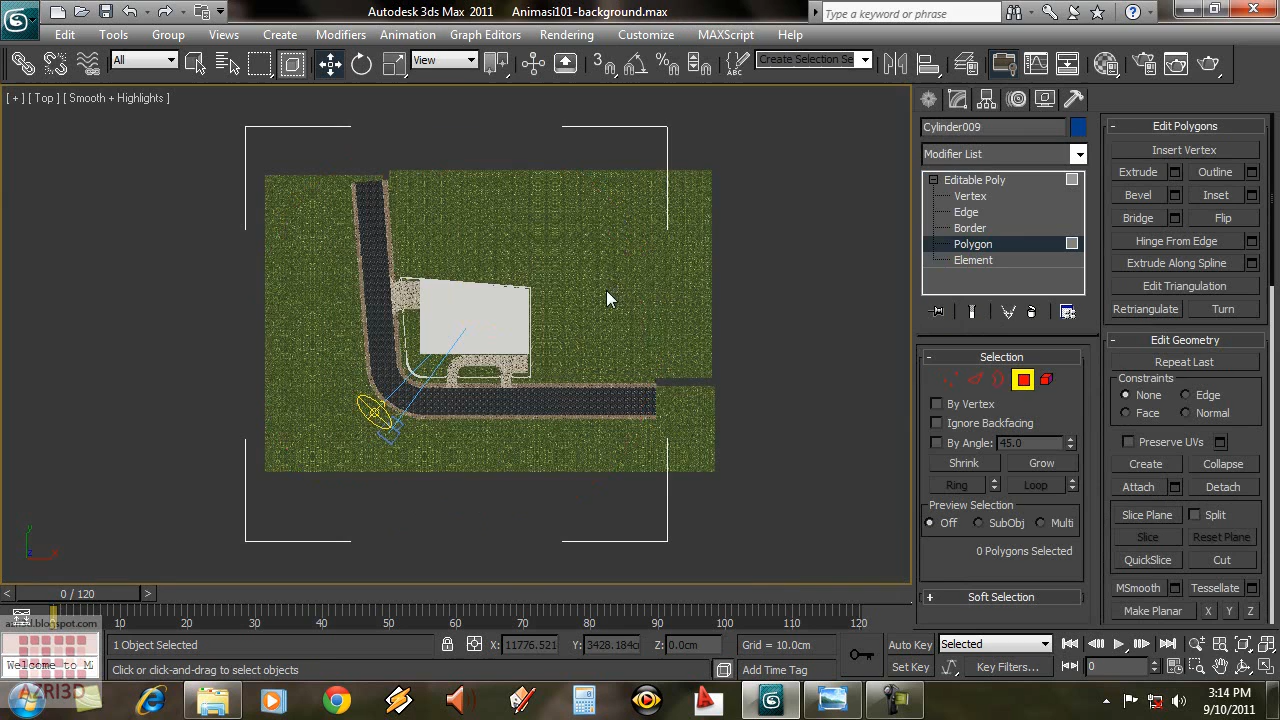 Autodesk 3ds Max 2011 Animasi101-background.max
Type a keyword or phrase
Edit Tools Group Views Create Modifiers Animation Graph Editors Rendering Customize MAXScript Help
All
View
Create Selection Se
[ + ] [ Top ] [ Smooth + Highlights ]
Cylinder009
Modifier List
Editable Poly
Vertex
Edge
Border
Polygon
Element
Selection
By Vertex
Ignore Backfacing
By Angle: 45.0
Shrink Grow
Ring Loop
Preview Selection
Off SubObj Multi
0 Polygons Selected
Soft Selection
Edit Polygons
Insert Vertex
Extrude Outline
Bevel Inset
Bridge Flip
Hinge From Edge
Extrude Along Spline
Edit Triangulation
Retriangulate Turn
Edit Geometry
Repeat Last
Constraints
None Edge
Face Normal
Preserve UVs
Create Collapse
Attach Detach
Slice Plane Split
Slice Reset Plane
QuickSlice Cut
MSmooth Tessellate
Make Planar X Y Z
y
z
x
< 0 / 120 >
10 20 30 40 50 60 70 80 90 100 110 120
1 Object Selected
X: 11776.521 Y: 3428.184c Z: 0.0cm Grid = 10.0cm
Auto Key Selected
Welcome to M
Click or click-and-drag to select objects
Add Time Tag
Set Key Key Filters... 0
AZRI3D
3:14 PM
9/10/2011